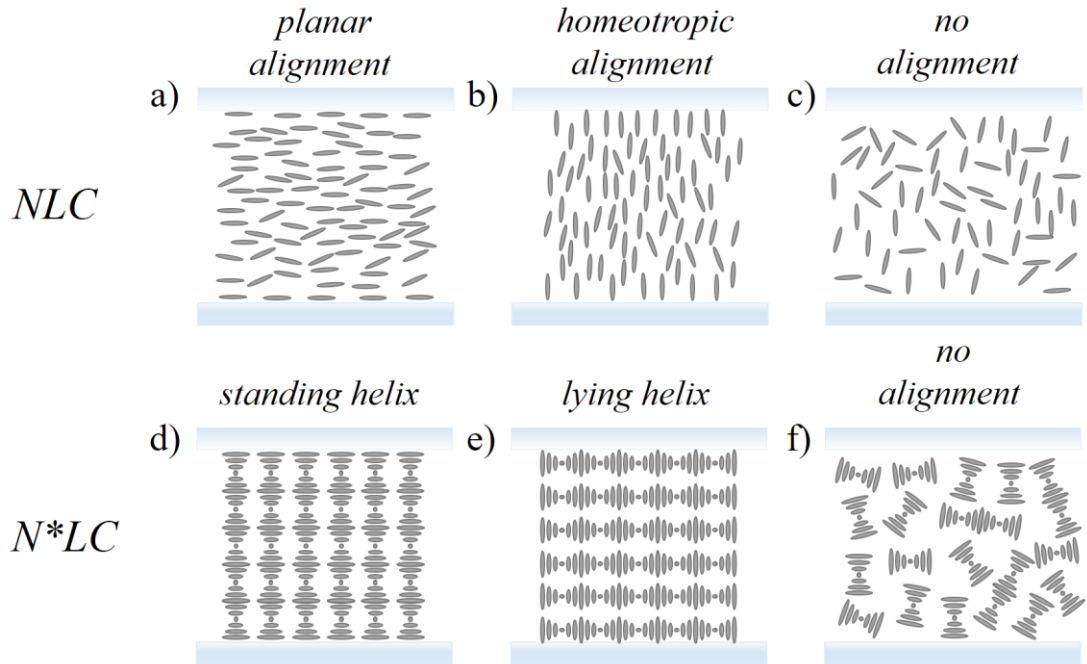 planar
alignment
homeotropic
alignment
no
alignment
a)
b)
c)
NLC
standing helix
lying helix
no
alignment
d)
e)
f)
N*LC